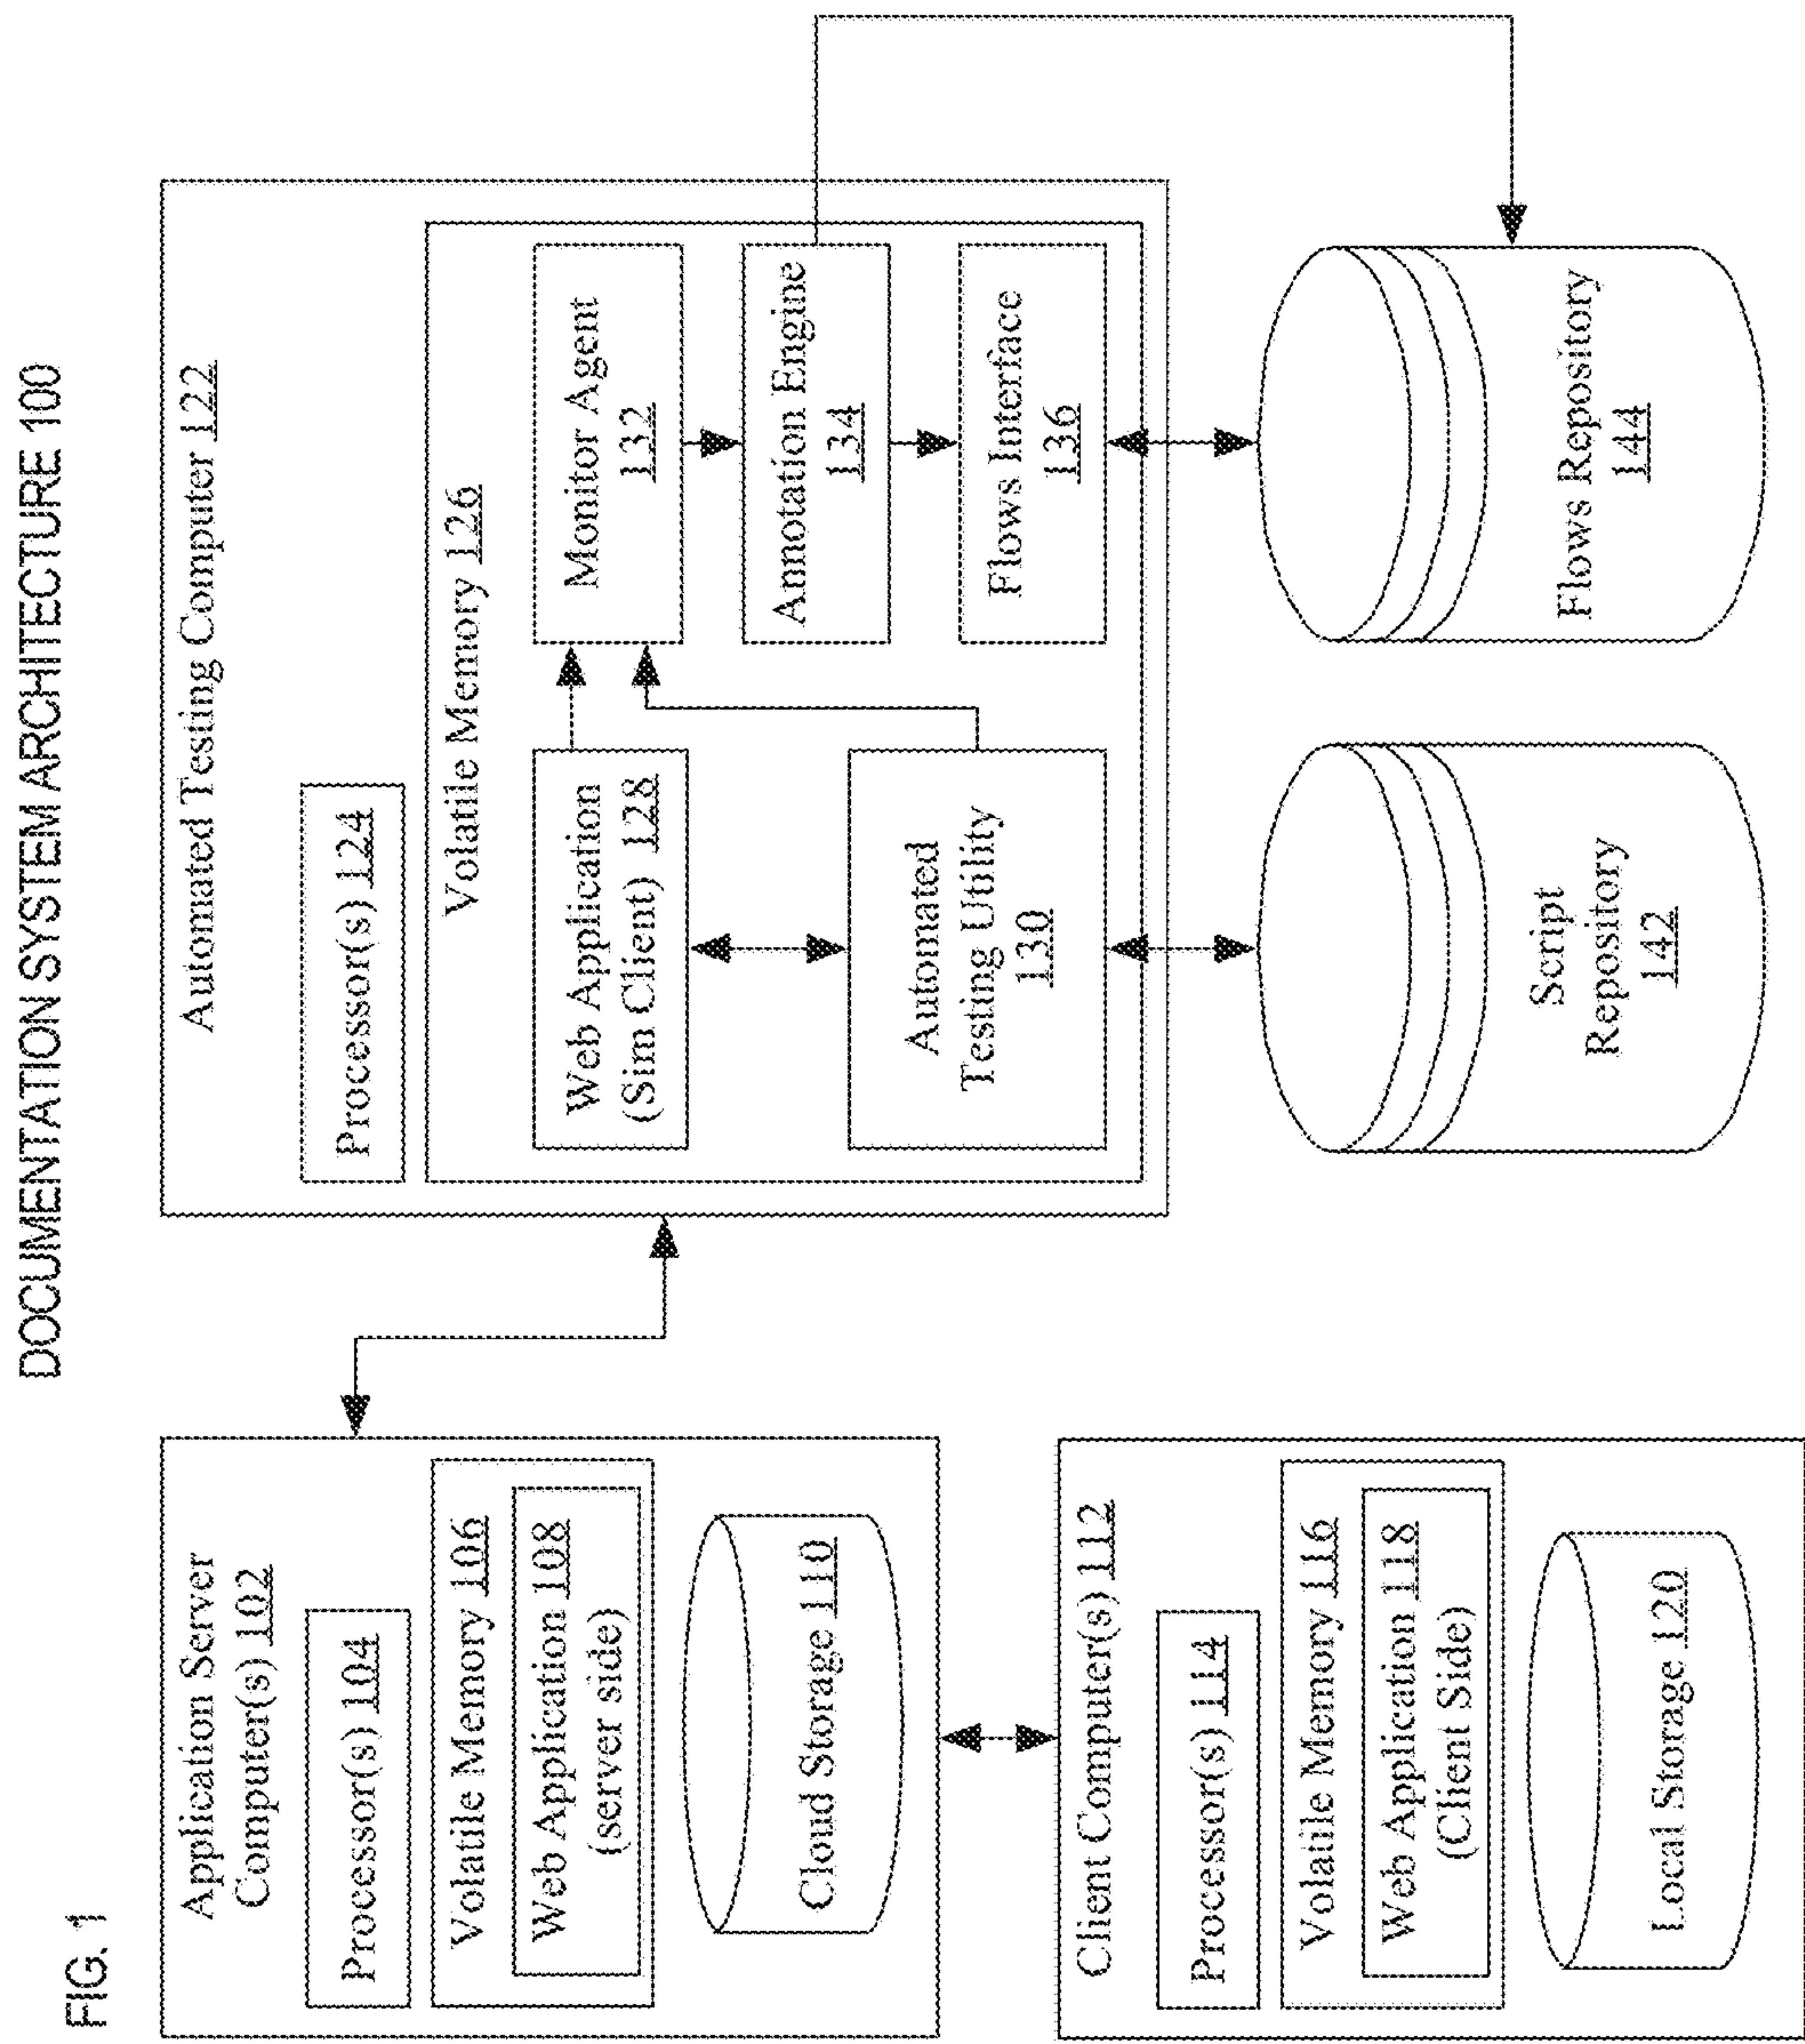 FIG. 1
DOCUMENTATION SYSTEM ARCHITECTURE 100
Application Server
Computer(s) 102
Processor(s) 104
Volatile Memory 106
Web Application 108
(server side)
Cloud Storage 110
Client Computer(s) 112
Processor(s) 114
Volatile Memory 116
Web Application 118
(Client Side)
Local Storage 120
Automated Testing Computer 122
Processor(s) 124
Volatile Memory 126
Web Application
(Sim Client) 128
Automated
Testing Utility
130
Monitor Agent
132
Annotation Engine
134
Flows Interface
136
Script
Repository
142
Flows Repository
144